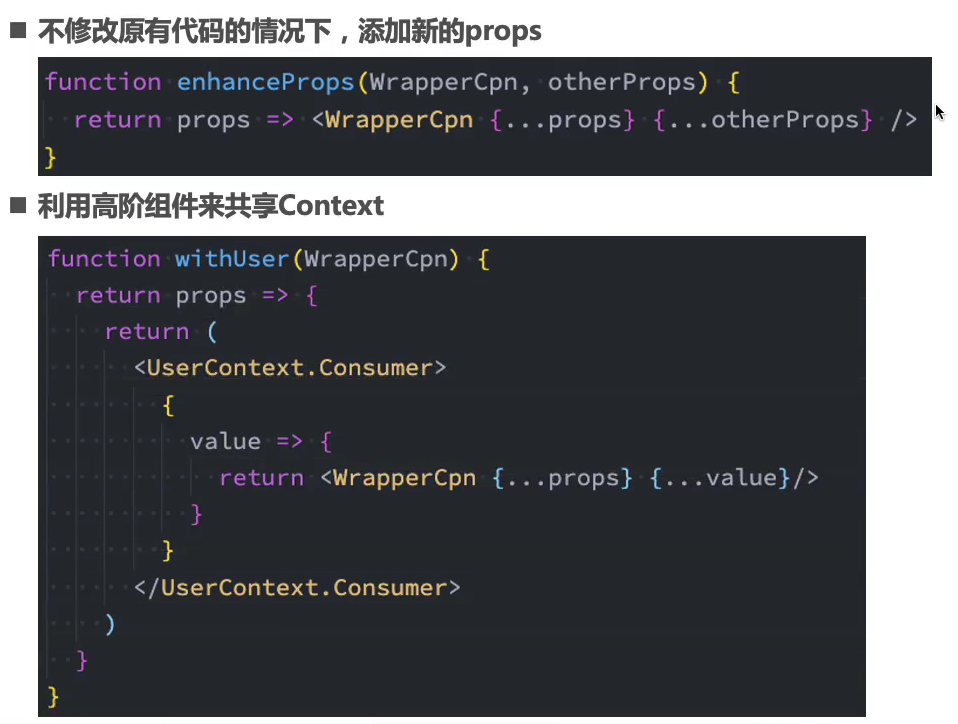 ■ 不修改原有代码的情况下，添加新的props
function enhanceProps(WrapperCpn, otherProps) {
  return props => <WrapperCpn {...props} {...otherProps} />
}
■ 利用高阶组件来共享Context
function withUser(WrapperCpn) {
  return props => {
    return (
      <UserContext.Consumer>
        {
          value => {
            return <WrapperCpn {...props} {...value}/>
          }
        }
      </UserContext.Consumer>
    )
  }
}